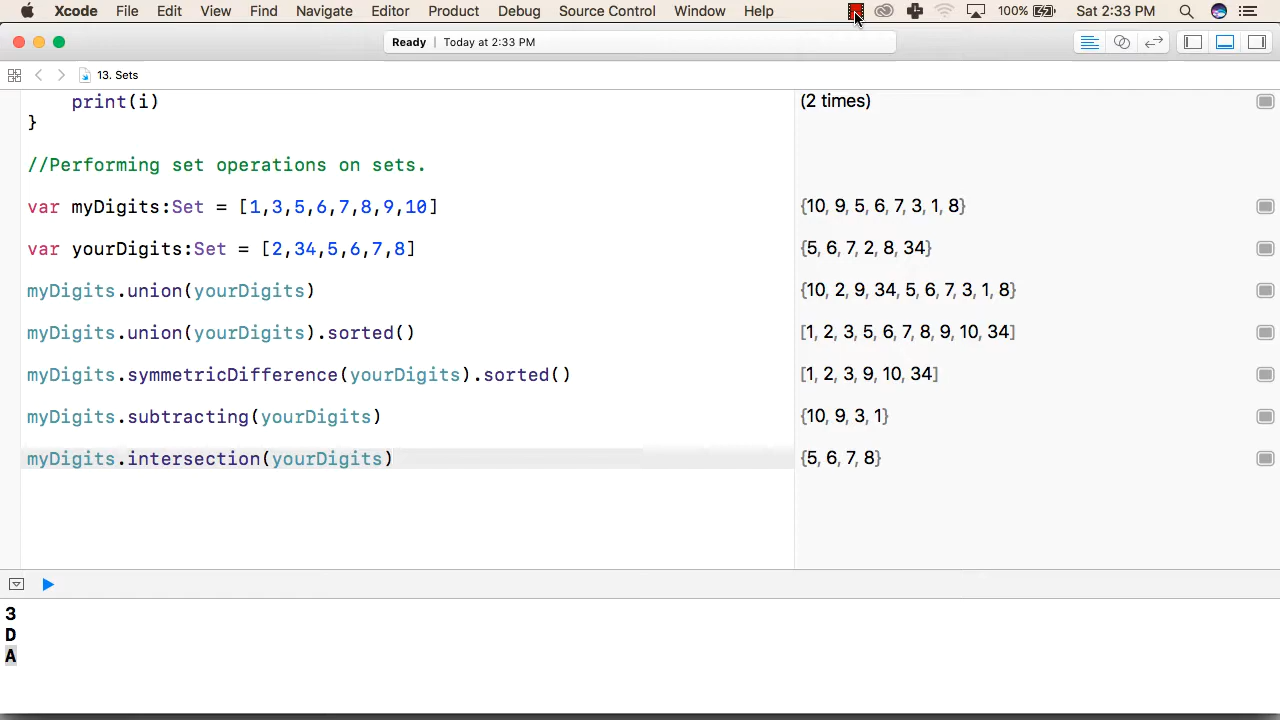 Xcode File Edit View Find Navigate Editor Product Debug Source Control Window Help 100% Sat 2:33 PM
Ready | Today at 2:33 PM
13. Sets
print(i) (2 times)
}
//Performing set operations on sets.
var myDigits:Set = [1,3,5,6,7,8,9,10] {10, 9, 5, 6, 7, 3, 1, 8}
var yourDigits:Set = [2,34,5,6,7,8] {5, 6, 7, 2, 8, 34}
myDigits.union(yourDigits) {10, 2, 9, 34, 5, 6, 7, 3, 1, 8}
myDigits.union(yourDigits).sorted() [1, 2, 3, 5, 6, 7, 8, 9, 10, 34]
myDigits.symmetricDifference(yourDigits).sorted() [1, 2, 3, 9, 10, 34]
myDigits.subtracting(yourDigits) {10, 9, 3, 1}
myDigits.intersection(yourDigits) {5, 6, 7, 8}
3
D
A